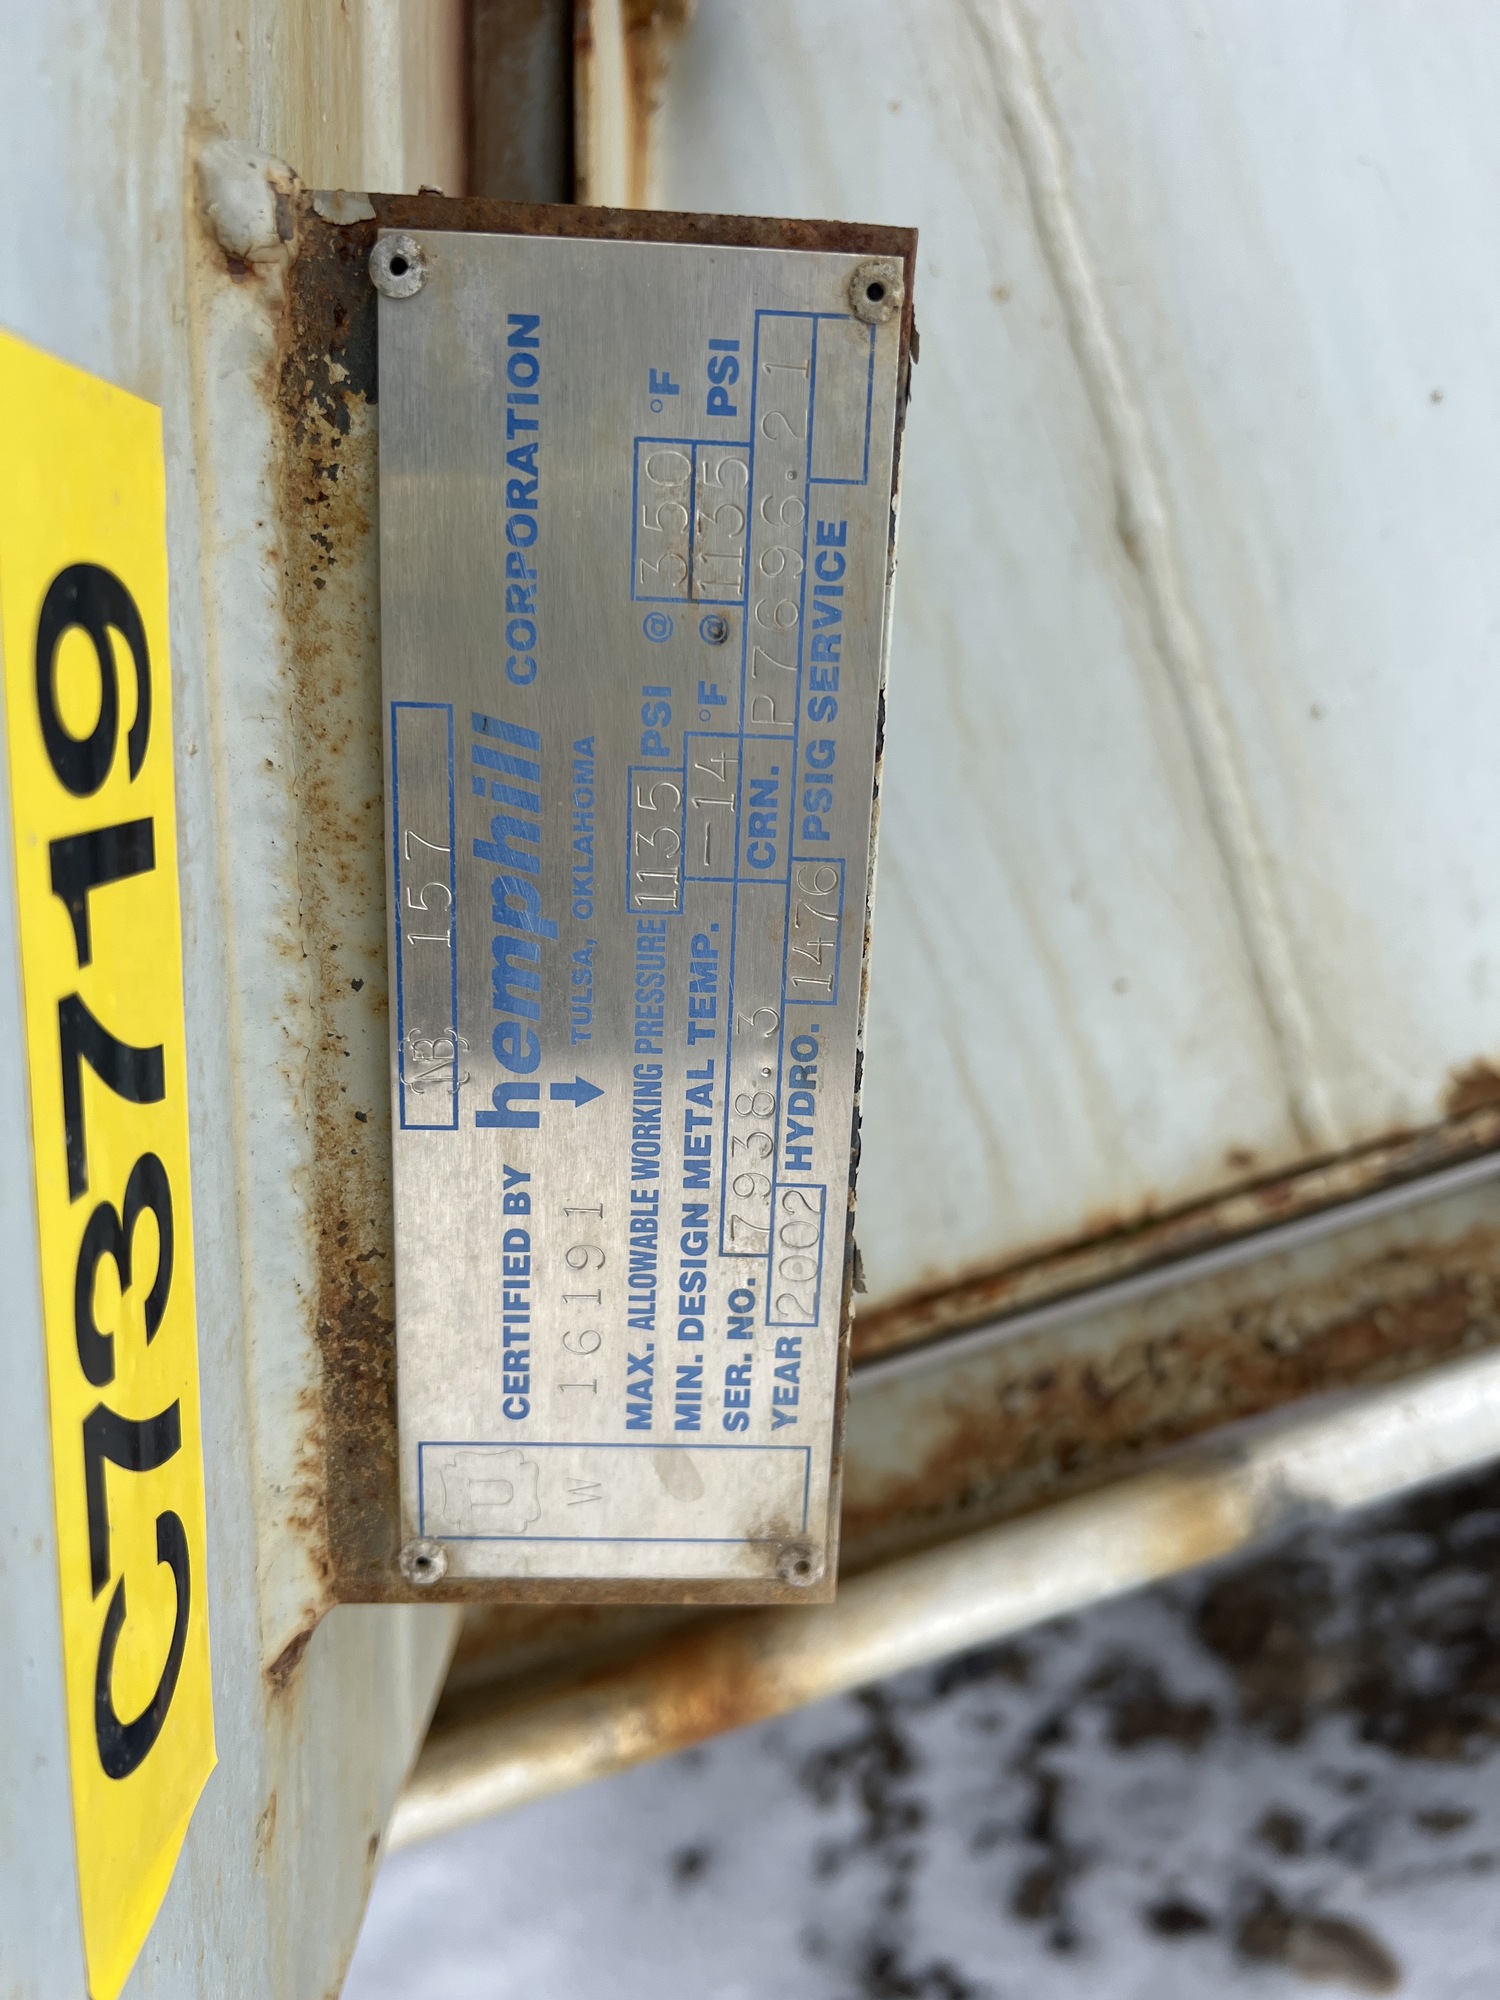 C73719
NB 157
CERTIFIED BY hemphill CORPORATION
16191 TULSA, OKLAHOMA
U
W
MAX. ALLOWABLE WORKING PRESSURE 1135 PSI @ 350 °F
MIN. DESIGN METAL TEMP. -14 °F @ 1135 PSI
SER. NO. 7938.3 CRN. P7696.21
YEAR 2002 HYDRO. 1476 PSIG SERVICE